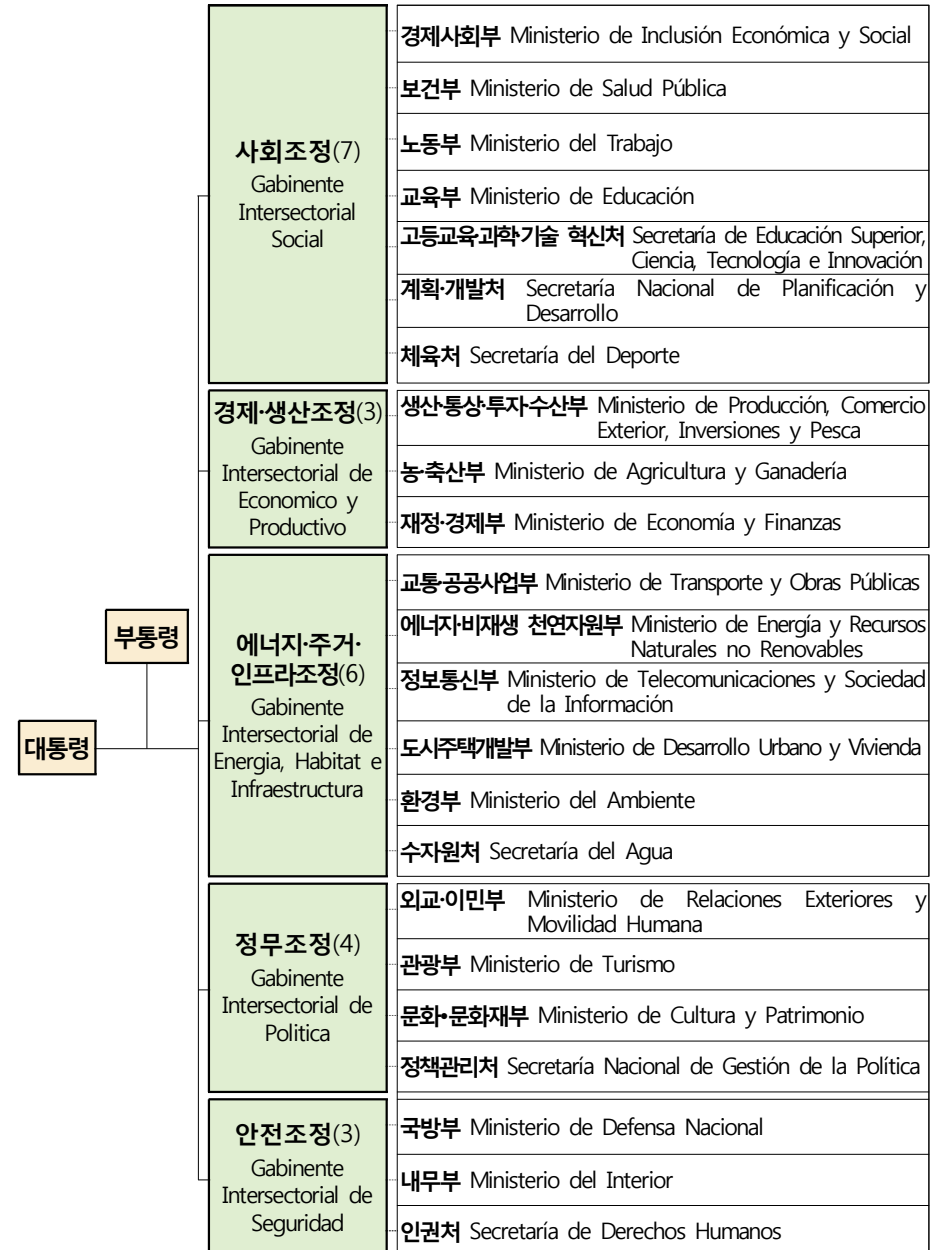 대통령
부통령
사회조정(7)
Gabinente
Intersectorial
Social
경제사회부 Ministerio de Inclusión Económica y Social
보건부 Ministerio de Salud Pública
노동부 Ministerio del Trabajo
교육부 Ministerio de Educación
고등교육·과학·기술 혁신처 Secretaría de Educación Superior,
Ciencia, Tecnología e Innovación
계획·개발처 Secretaría Nacional de Planificación y
Desarrollo
체육처 Secretaría del Deporte
경제·생산조정(3)
Gabinente
Intersectorial de
Economico y
Productivo
생산·통상·투자·수산부 Ministerio de Producción, Comercio
Exterior, Inversiones y Pesca
농·축산부 Ministerio de Agricultura y Ganadería
재정·경제부 Ministerio de Economía y Finanzas
에너지·주거·
인프라조정(6)
Gabinente
Intersectorial de
Energia, Habitat e
Infraestructura
교통·공공사업부 Ministerio de Transporte y Obras Públicas
에너지·비재생 천연자원부 Ministerio de Energía y Recursos
Naturales no Renovables
정보통신부 Ministerio de Telecomunicaciones y Sociedad
de la Información
도시주택개발부 Ministerio de Desarrollo Urbano y Vivienda
환경부 Ministerio del Ambiente
수자원처 Secretaría del Agua
정무조정(4)
Gabinente
Intersectorial de
Politica
외교·이민부 Ministerio de Relaciones Exteriores y
Movilidad Humana
관광부 Ministerio de Turismo
문화•문화재부 Ministerio de Cultura y Patrimonio
정책관리처 Secretaría Nacional de Gestión de la Política
안전조정(3)
Gabinente
Intersectorial de
Seguridad
국방부 Ministerio de Defensa Nacional
내무부 Ministerio del Interior
인권처 Secretaría de Derechos Humanos